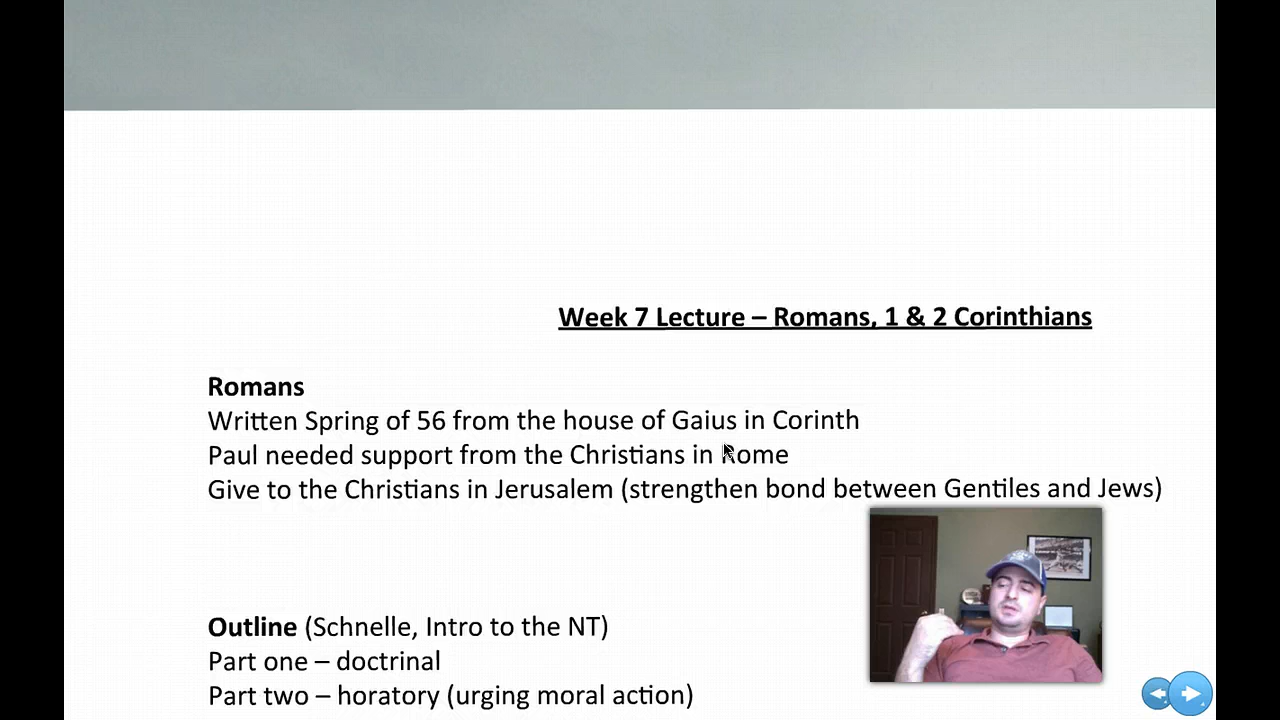 Week 7 Lecture – Romans, 1 & 2 Corinthians
Romans
Written Spring of 56 from the house of Gaius in Corinth
Paul needed support from the Christians in Rome
Give to the Christians in Jerusalem (strengthen bond between Gentiles and Jews)
Outline (Schnelle, Intro to the NT)
Part one – doctrinal
Part two – horatory (urging moral action)